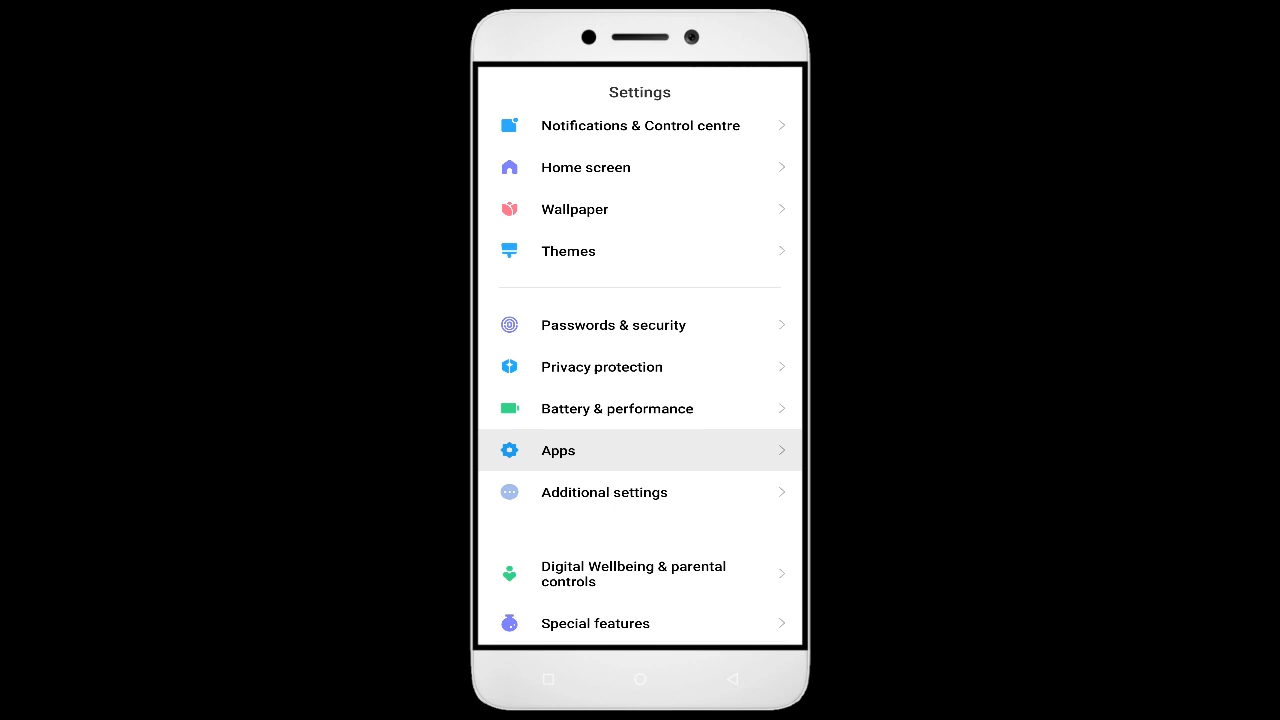 Settings
Notifications & Control centre
Home screen
Wallpaper
Themes
Passwords & security
Privacy protection
Battery & performance
Apps
Additional settings
Digital Wellbeing & parental
controls
Special features